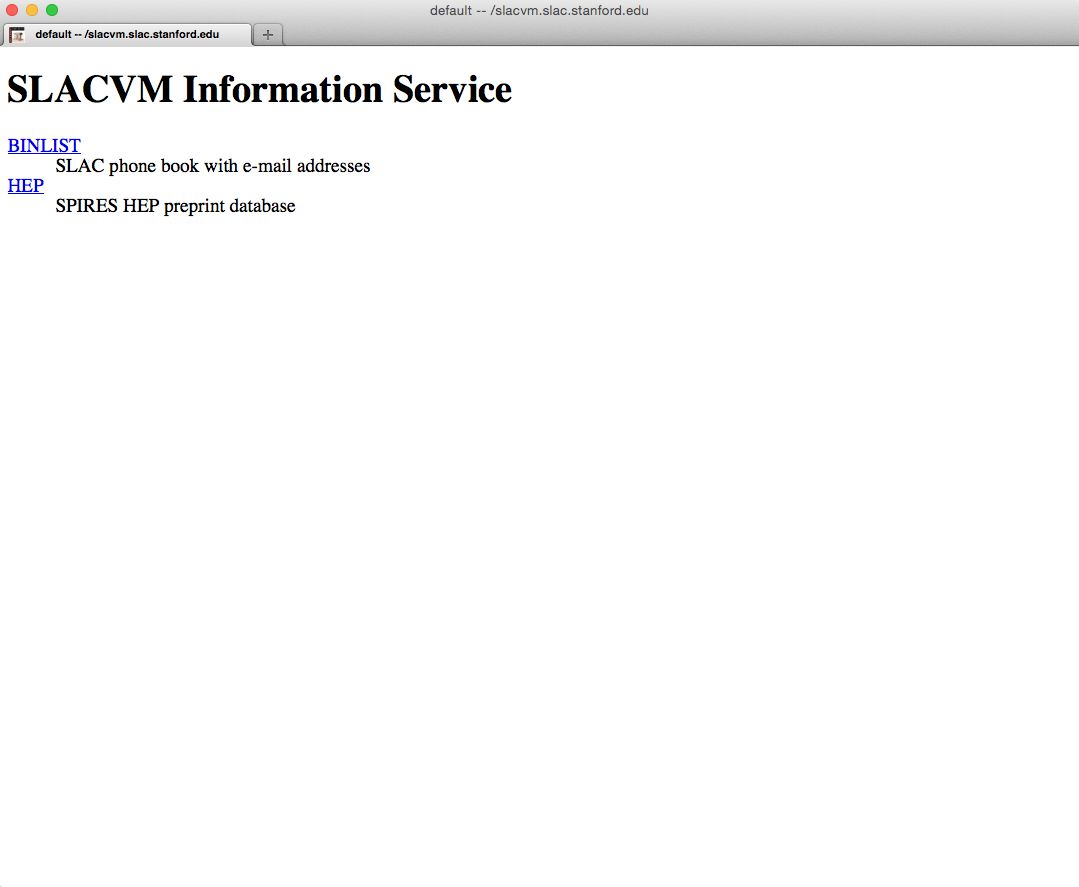 default -- /slacvm.slac.stanford.edu
default -- /slacvm.slac.stanford.edu
SLACVM Information Service
BINLIST
SLAC phone book with e-mail addresses
HEP
SPIRES HEP preprint database